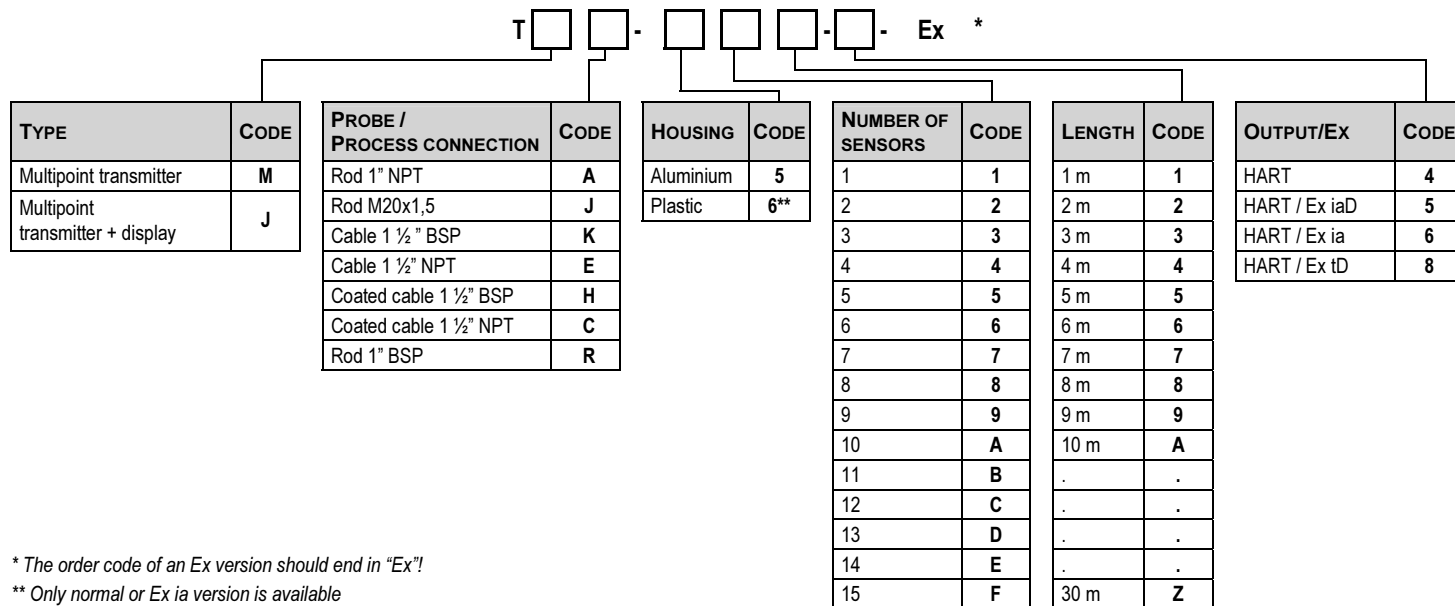 T - - - Ex *
TYPE CODE
Multipoint transmitter M
Multipoint
transmitter + display J
PROBE /
PROCESS CONNECTION CODE
Rod 1” NPT A
Rod M20x1,5 J
Cable 1 ½ ” BSP K
Cable 1 ½” NPT E
Coated cable 1 ½” BSP H
Coated cable 1 ½” NPT C
Rod 1” BSP R
HOUSING CODE
Aluminium 5
Plastic 6**
NUMBER OF
SENSORS CODE
1 1
2 2
3 3
4 4
5 5
6 6
7 7
8 8
9 9
10 A
11 B
12 C
13 D
14 E
15 F
LENGTH CODE
1 m 1
2 m 2
3 m 3
4 m 4
5 m 5
6 m 6
7 m 7
8 m 8
9 m 9
10 m A
. .
. .
. .
. .
30 m Z
OUTPUT/EX CODE
HART 4
HART / Ex iaD 5
HART / Ex ia 6
HART / Ex tD 8
* The order code of an Ex version should end in “Ex”!
** Only normal or Ex ia version is available